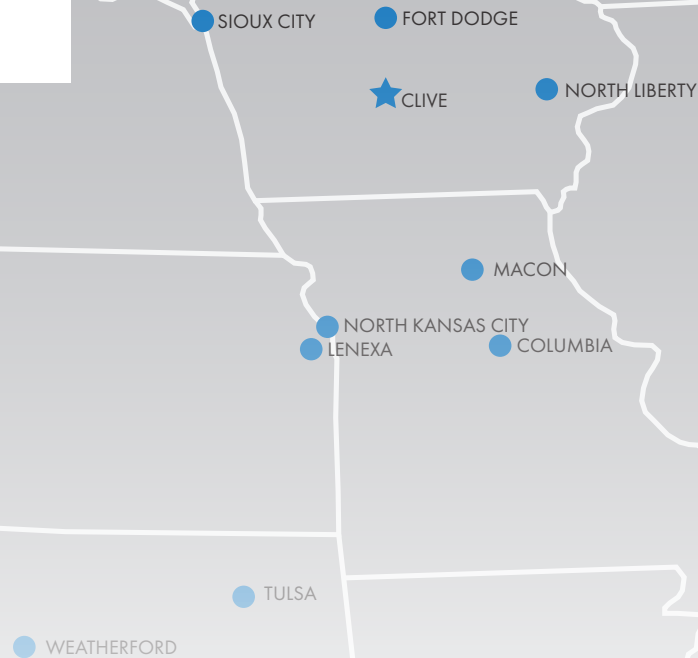 SIOUX CITY
FORT DODGE
NORTH LIBERTY
CLIVE
MACON
NORTH KANSAS CITY
COLUMBIA
LENEXA
TULSA
WEATHERFORD